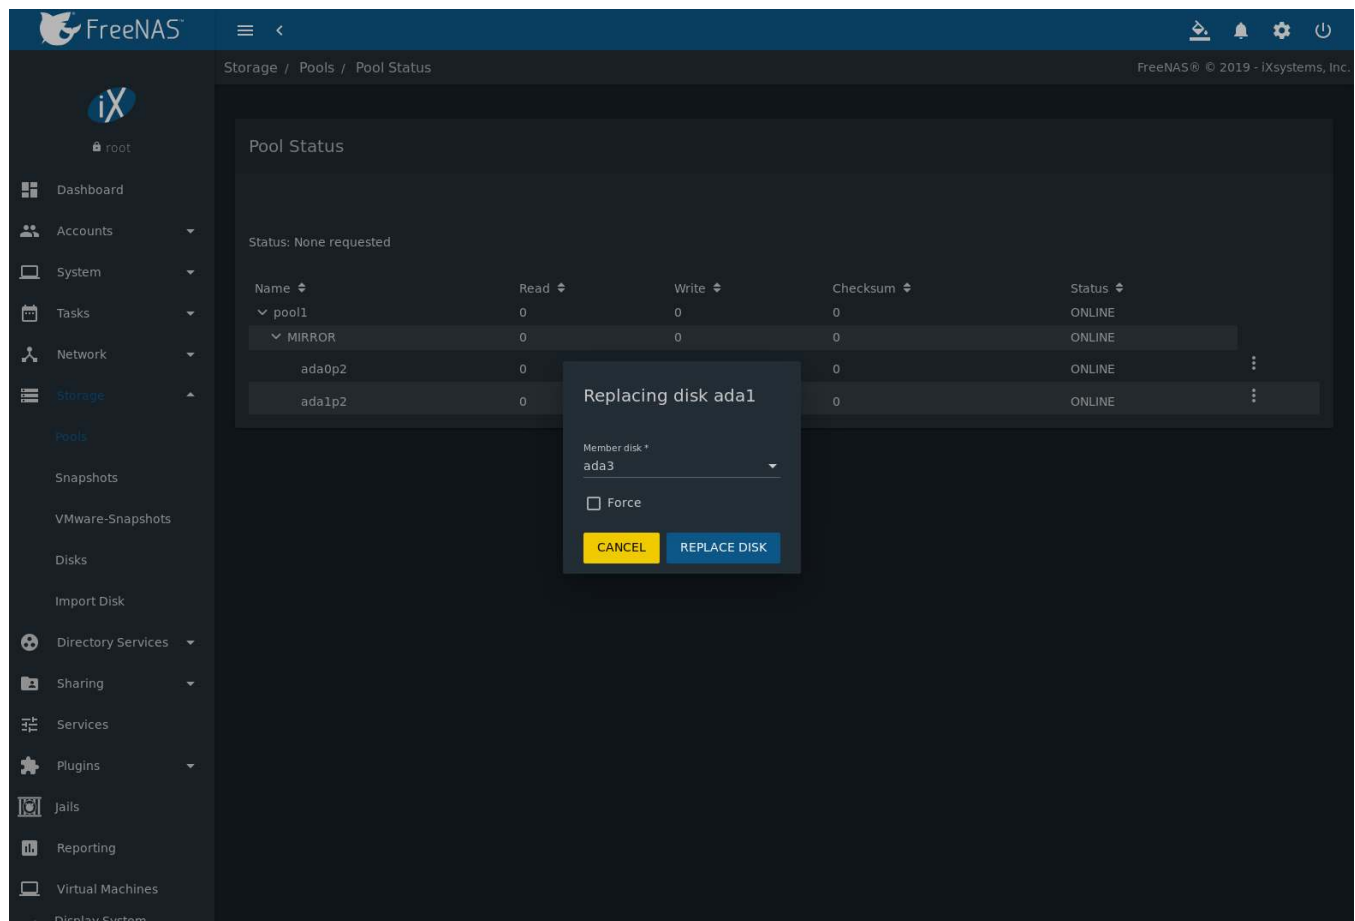 FreeNAS®
Storage / Pools / Pool Status
FreeNAS® © 2019 - iXsystems, Inc.
iX
root
Dashboard
Accounts
System
Tasks
Network
Storage
Pools
Snapshots
VMware-Snapshots
Disks
Import Disk
Directory Services
Sharing
Services
Plugins
Jails
Reporting
Virtual Machines
Display System
Pool Status
Status: None requested
Name Read Write Checksum Status
pool1 0 0 0 ONLINE
MIRROR 0 0 0 ONLINE
ada0p2 0 0 ONLINE
ada1p2 0 0 ONLINE
Replacing disk ada1
Member disk *
ada3
Force
CANCEL REPLACE DISK